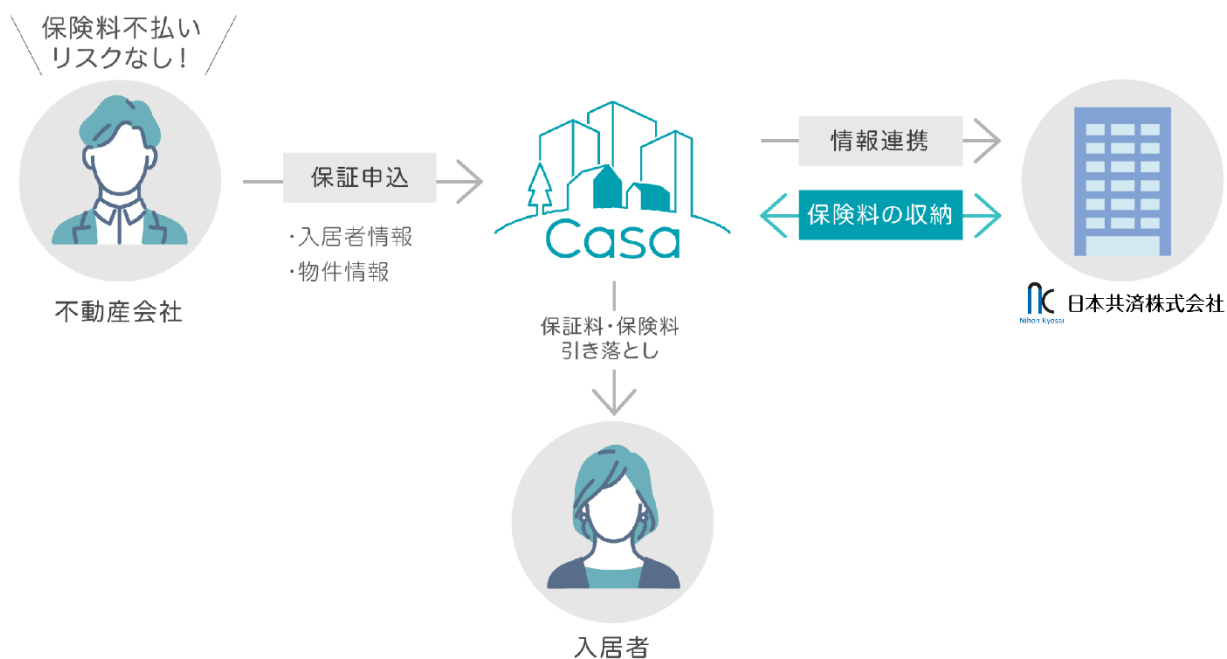 保険料不払い
リスクなし！
保証申込
・入居者情報
・物件情報
不動産会社
Casa
情報連携
保険料の収納
Nihon Kyosai
日本共済株式会社
保証料・保険料
引き落とし
入居者